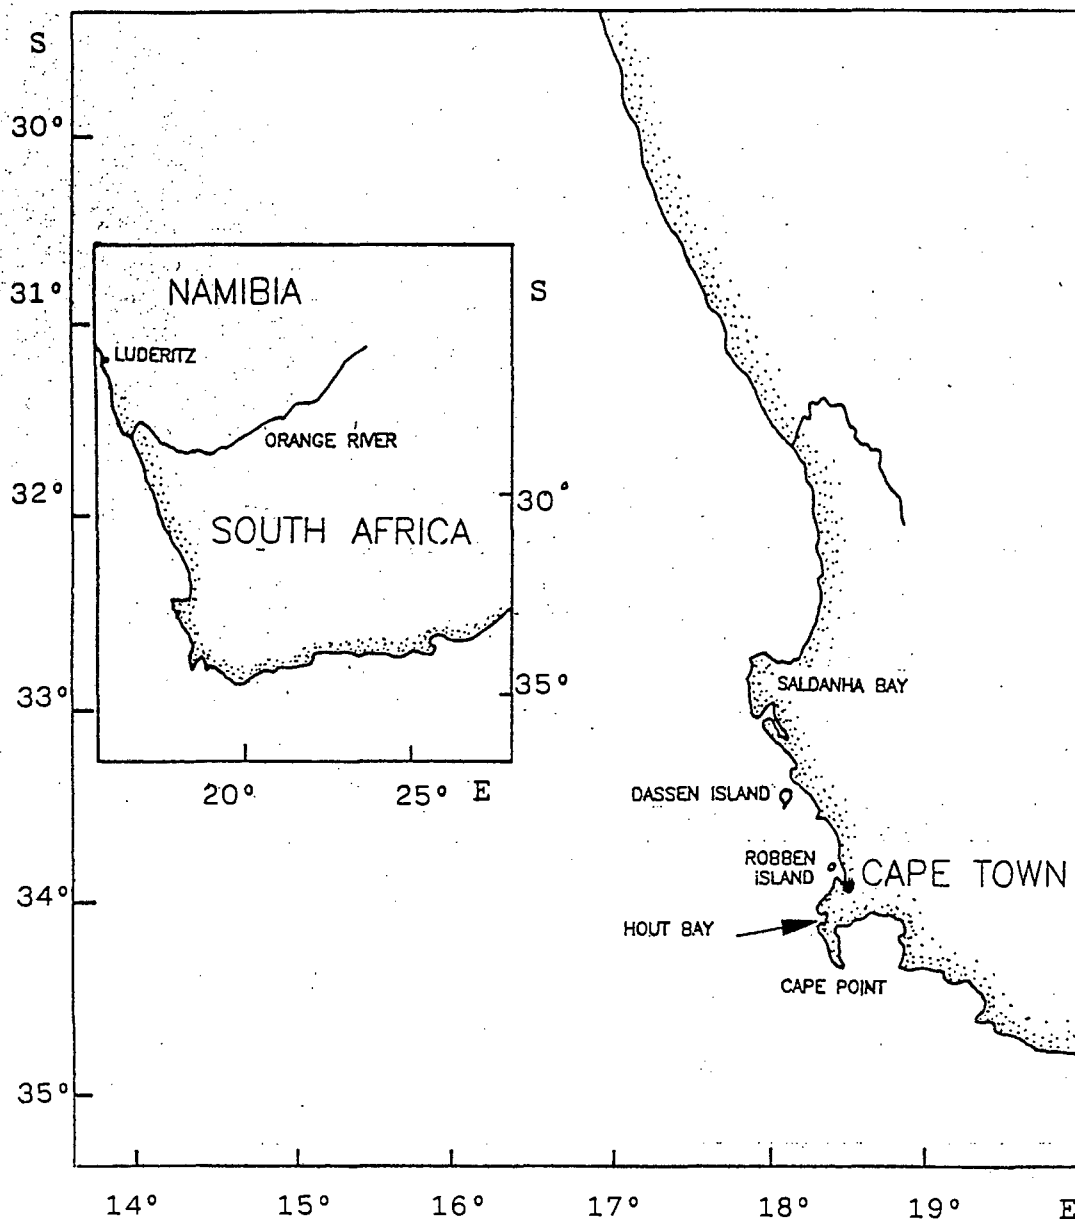 S
30°
31°
32°
33°
34°
35°
NAMIBIA
LUDERITZ
ORANGE RIVER
SOUTH AFRICA
S
30°
35°
20° 25° E
SALDANHA BAY
DASSEN ISLAND
ROBBEN
ISLAND
CAPE TOWN
HOUT BAY
CAPE POINT
14° 15° 16° 17° 18° 19° E